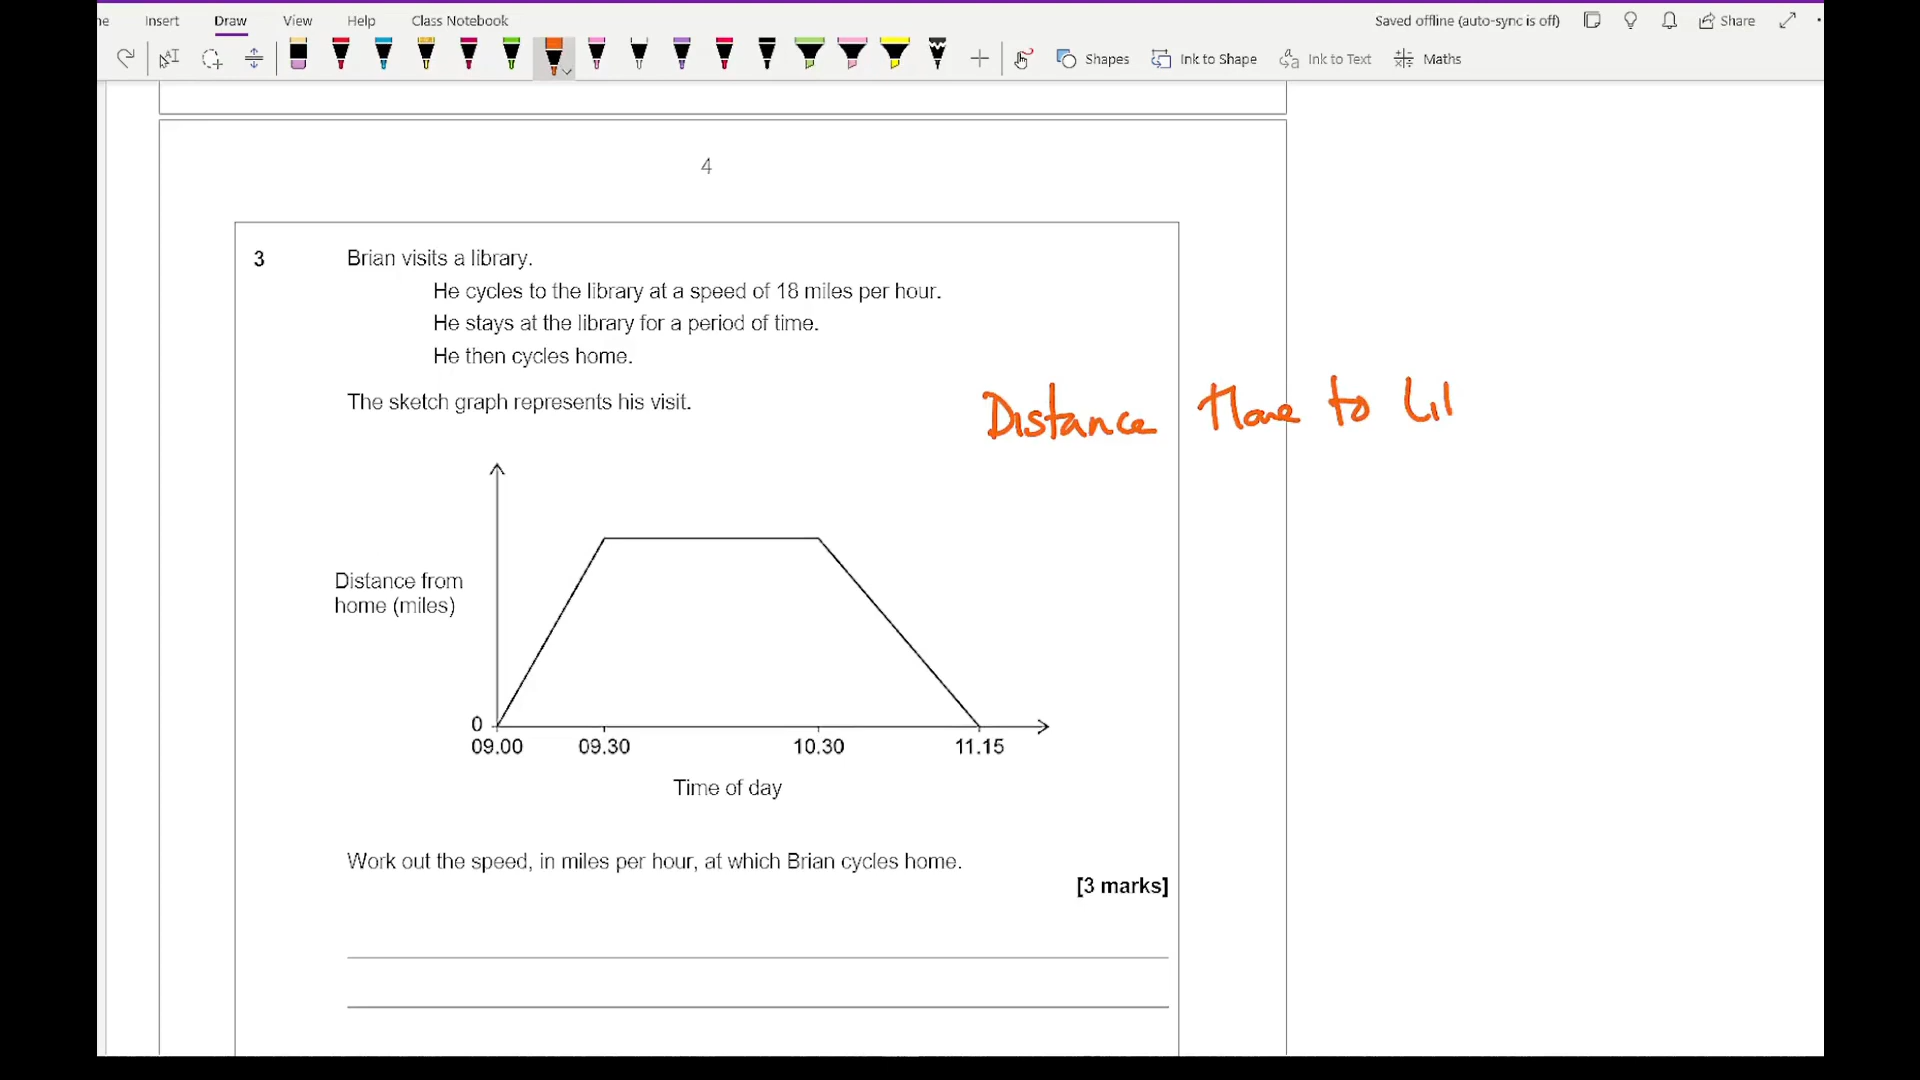 Insert Draw View Help Class Notebook Saved offline (auto-sync is off) Share
Shapes Ink to Shape Ink to Text Maths
4
3 Brian visits a library.
He cycles to the library at a speed of 18 miles per hour.
He stays at the library for a period of time.
He then cycles home.
The sketch graph represents his visit.
Distance to
Distance from
home (miles)
0
09.00 09.30 10.30 11.15
Time of day
Work out the speed, in miles per hour, at which Brian cycles home.
[3 marks]